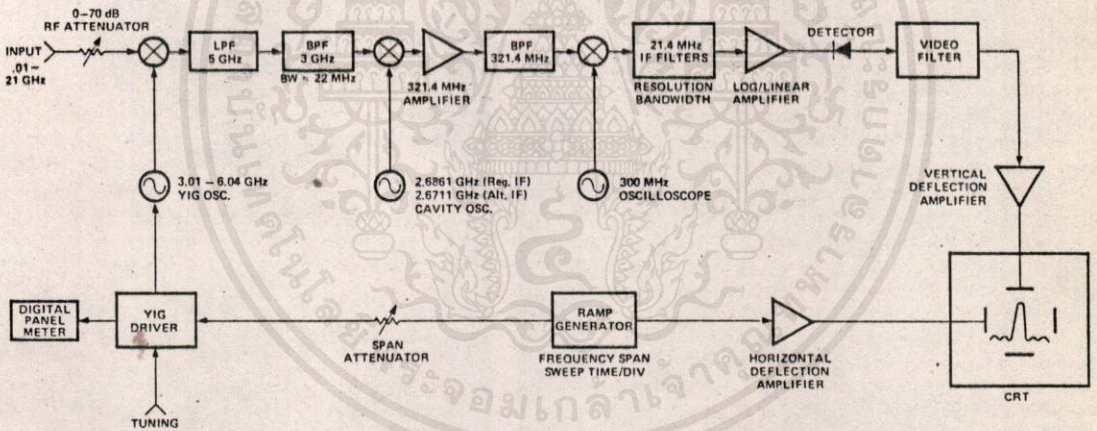 0–70 dB
RF ATTENUATOR
INPUT
.01–
21 GHz
LPF
5 GHz
BPF
3 GHz
BW ≈ 22 MHz
321.4 MHz
AMPLIFIER
BPF
321.4 MHz
21.4 MHz
IF FILTERS
RESOLUTION
BANDWIDTH
LOG/LINEAR
AMPLIFIER
DETECTOR
VIDEO
FILTER
3.01 – 6.04 GHz
YIG OSC.
2.6861 GHz (Reg. IF)
2.6711 GHz (Alt. IF)
CAVITY OSC.
300 MHz
OSCILLOSCOPE
VERTICAL
DEFLECTION
AMPLIFIER
DIGITAL
PANEL
METER
YIG
DRIVER
SPAN
ATTENUATOR
RAMP
GENERATOR
FREQUENCY SPAN
SWEEP TIME/DIV
HORIZONTAL
DEFLECTION
AMPLIFIER
CRT
TUNING